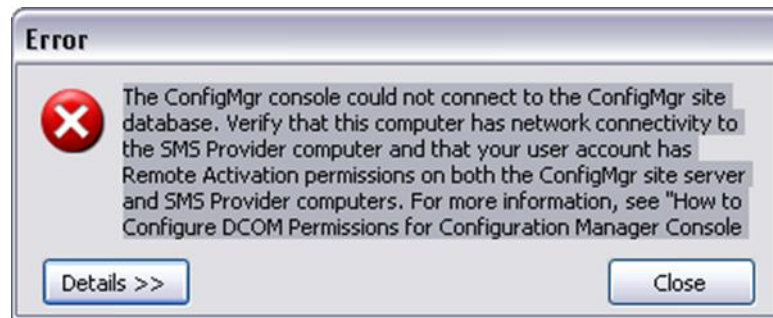 Error
The ConfigMgr console could not connect to the ConfigMgr site
database. Verify that this computer has network connectivity to
the SMS Provider computer and that your user account has
Remote Activation permissions on both the ConfigMgr site server
and SMS Provider computers. For more information, see "How to
Configure DCOM Permissions for Configuration Manager Console
Details >>
Close